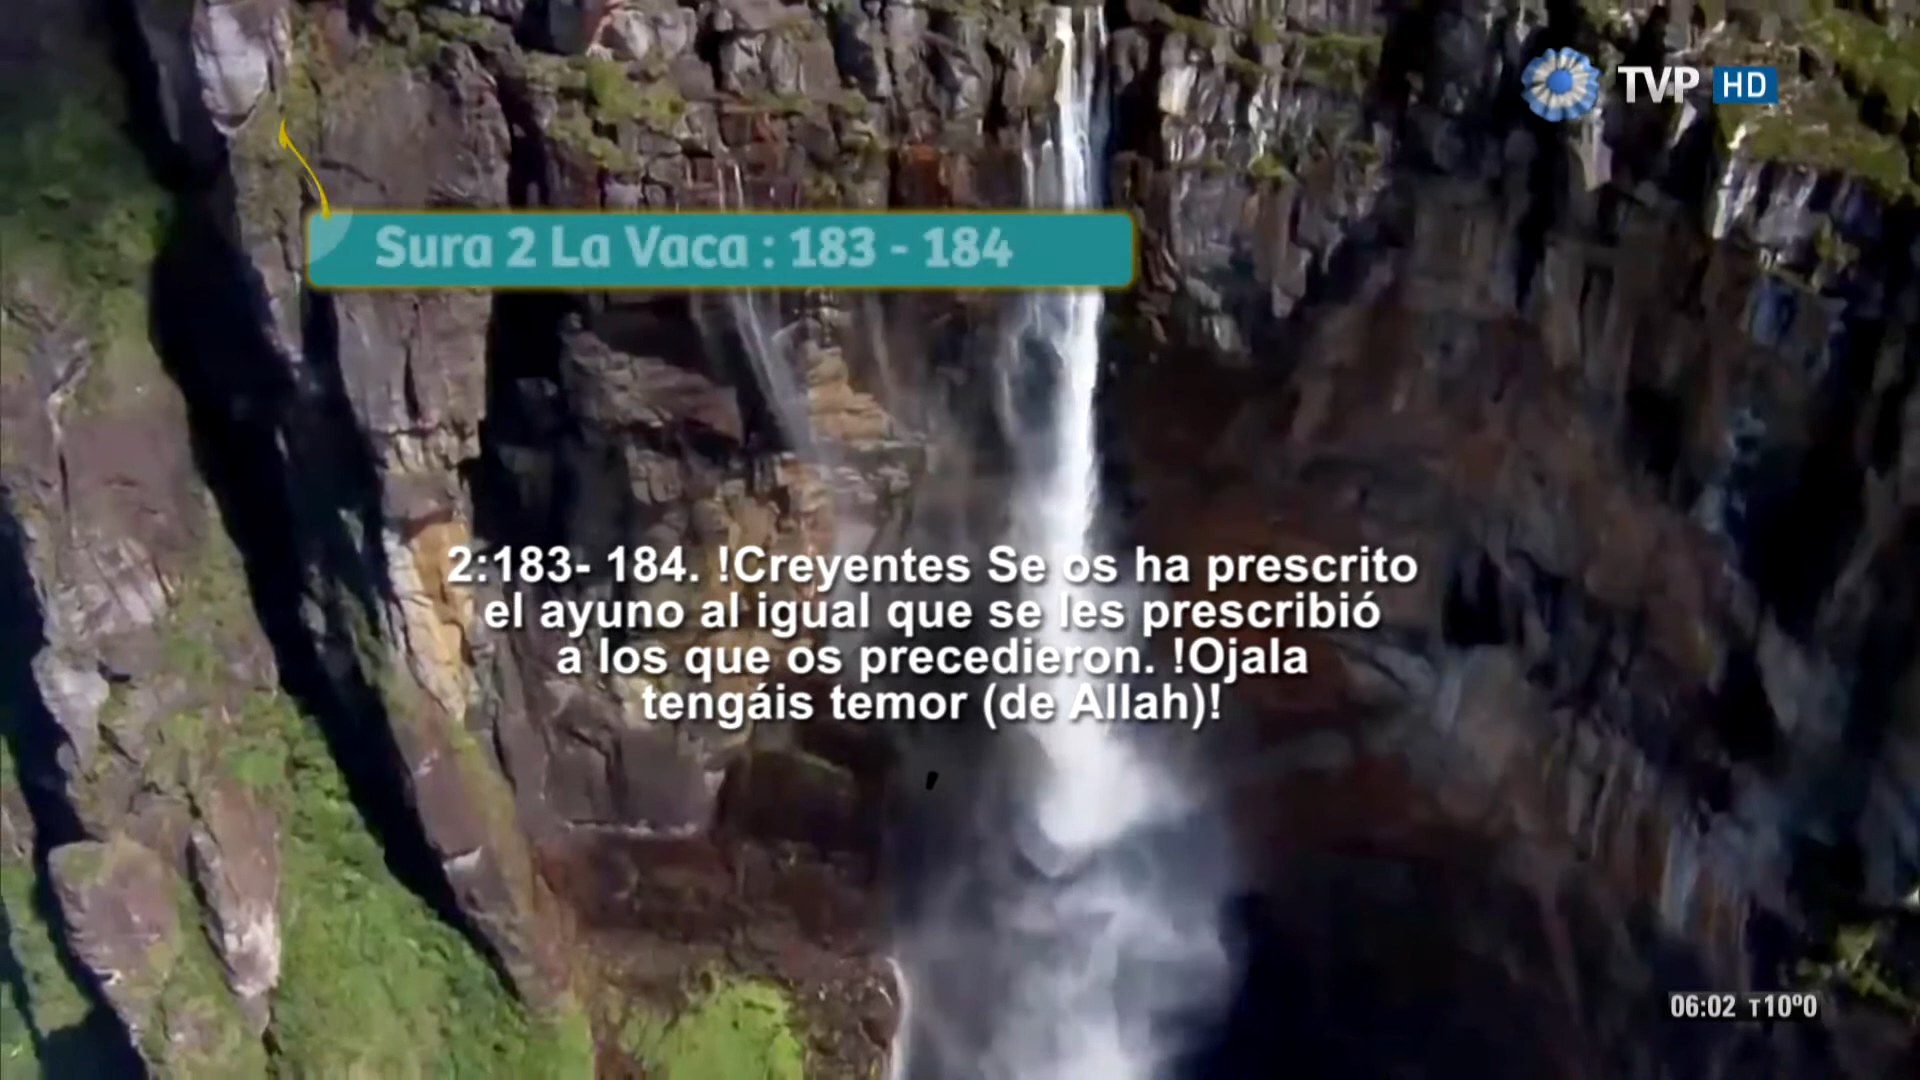 TVP HD
Sura 2 La Vaca : 183 - 184
2:183- 184. !Creyentes Se os ha prescrito
el ayuno al igual que se les prescribió
a los que os precedieron. !Ojala
tengáis temor (de Allah)!
06:02 T10º0